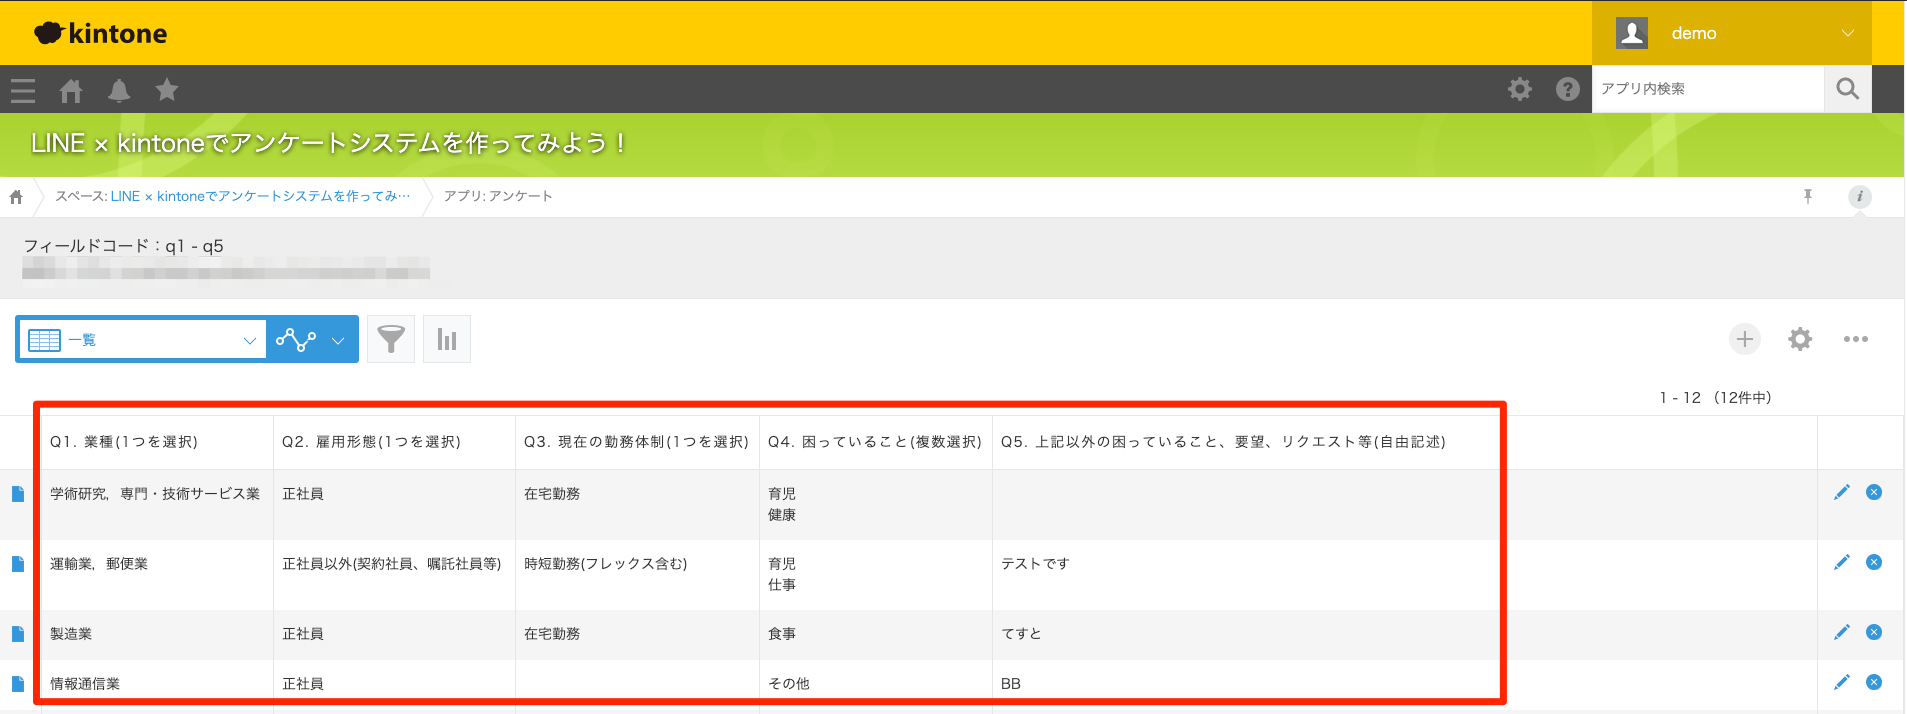 kintone
demo
アプリ内検索
LINE × kintoneでアンケートシステムを作ってみよう！
スペース: LINE × kintoneでアンケートシステムを作ってみ… アプリ: アンケート
フィールドコード：q1 - q5
一覧
1 - 12 （12件中）
Q1. 業種(1つを選択) Q2. 雇用形態(1つを選択) Q3. 現在の勤務体制(1つを選択) Q4. 困っていること(複数選択) Q5. 上記以外の困っていること、要望、リクエスト等(自由記述)
学術研究，専門・技術サービス業 正社員 在宅勤務 育児
健康
運輸業，郵便業 正社員以外(契約社員、嘱託社員等) 時短勤務(フレックス含む) 育児 テストです
仕事
製造業 正社員 在宅勤務 食事 てすと
情報通信業 正社員 その他 BB